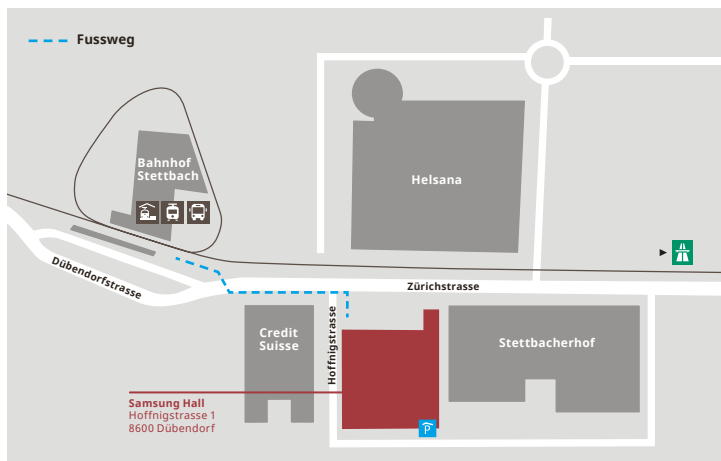 Fussweg
Bahnhof
Stettbach
Helsana
Dübendorfstrasse
Zürichstrasse
Hoffnigstrasse
Credit
Suisse
Stettbacherhof
Samsung Hall
Hoffnigstrasse 1
8600 Dübendorf
P